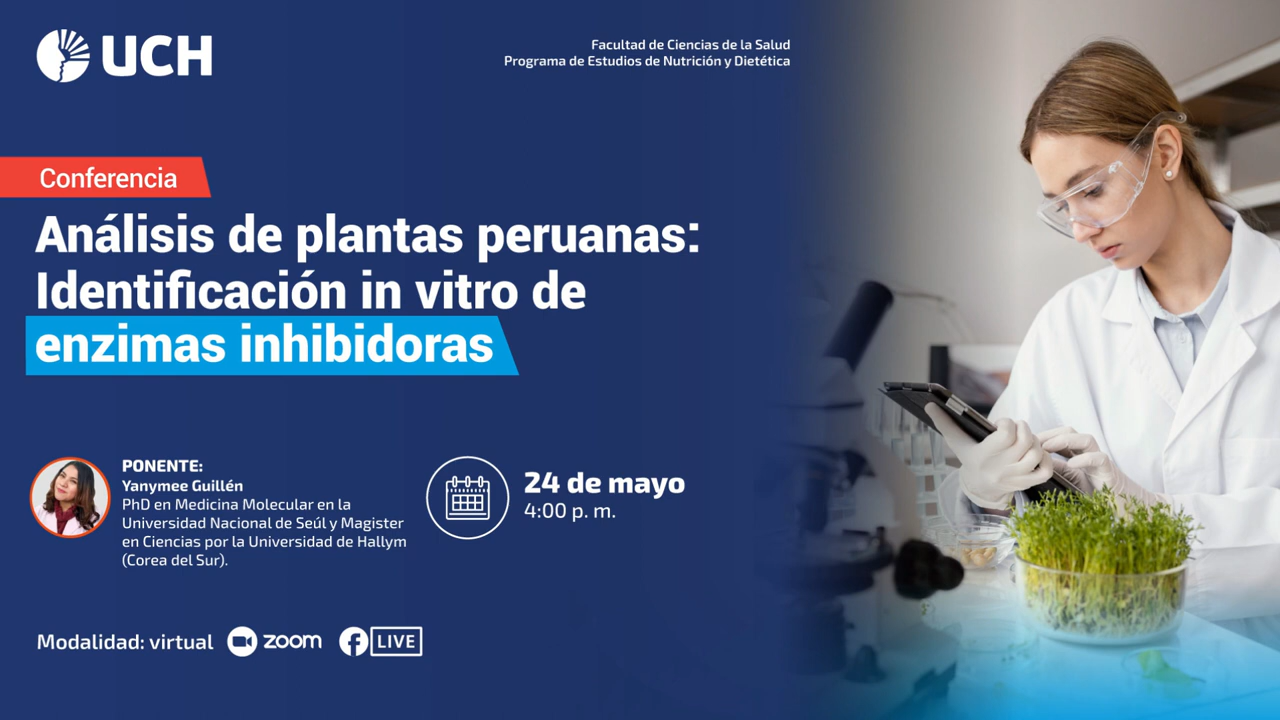 UCH
Facultad de Ciencias de la Salud
Programa de Estudios de Nutrición y Dietética
Conferencia
Análisis de plantas peruanas:
Identificación in vitro de
enzimas inhibidoras
PONENTE:
Yanymee Guillén
PhD en Medicina Molecular en la
Universidad Nacional de Seúl y Magister
en Ciencias por la Universidad de Hallym
(Corea del Sur).
24 de mayo
4:00 p. m.
Modalidad: virtual zoom LIVE